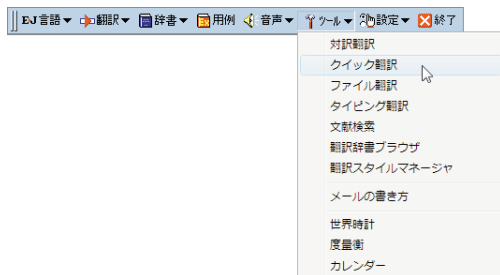 EJ 言語 翻訳 辞書 用例 音声 ツール 設定 終了
対訳翻訳
クイック翻訳
ファイル翻訳
タイピング翻訳
文献検索
翻訳辞書ブラウザ
翻訳スタイルマネージャ
メールの書き方
世界時計
度量衡
カレンダー